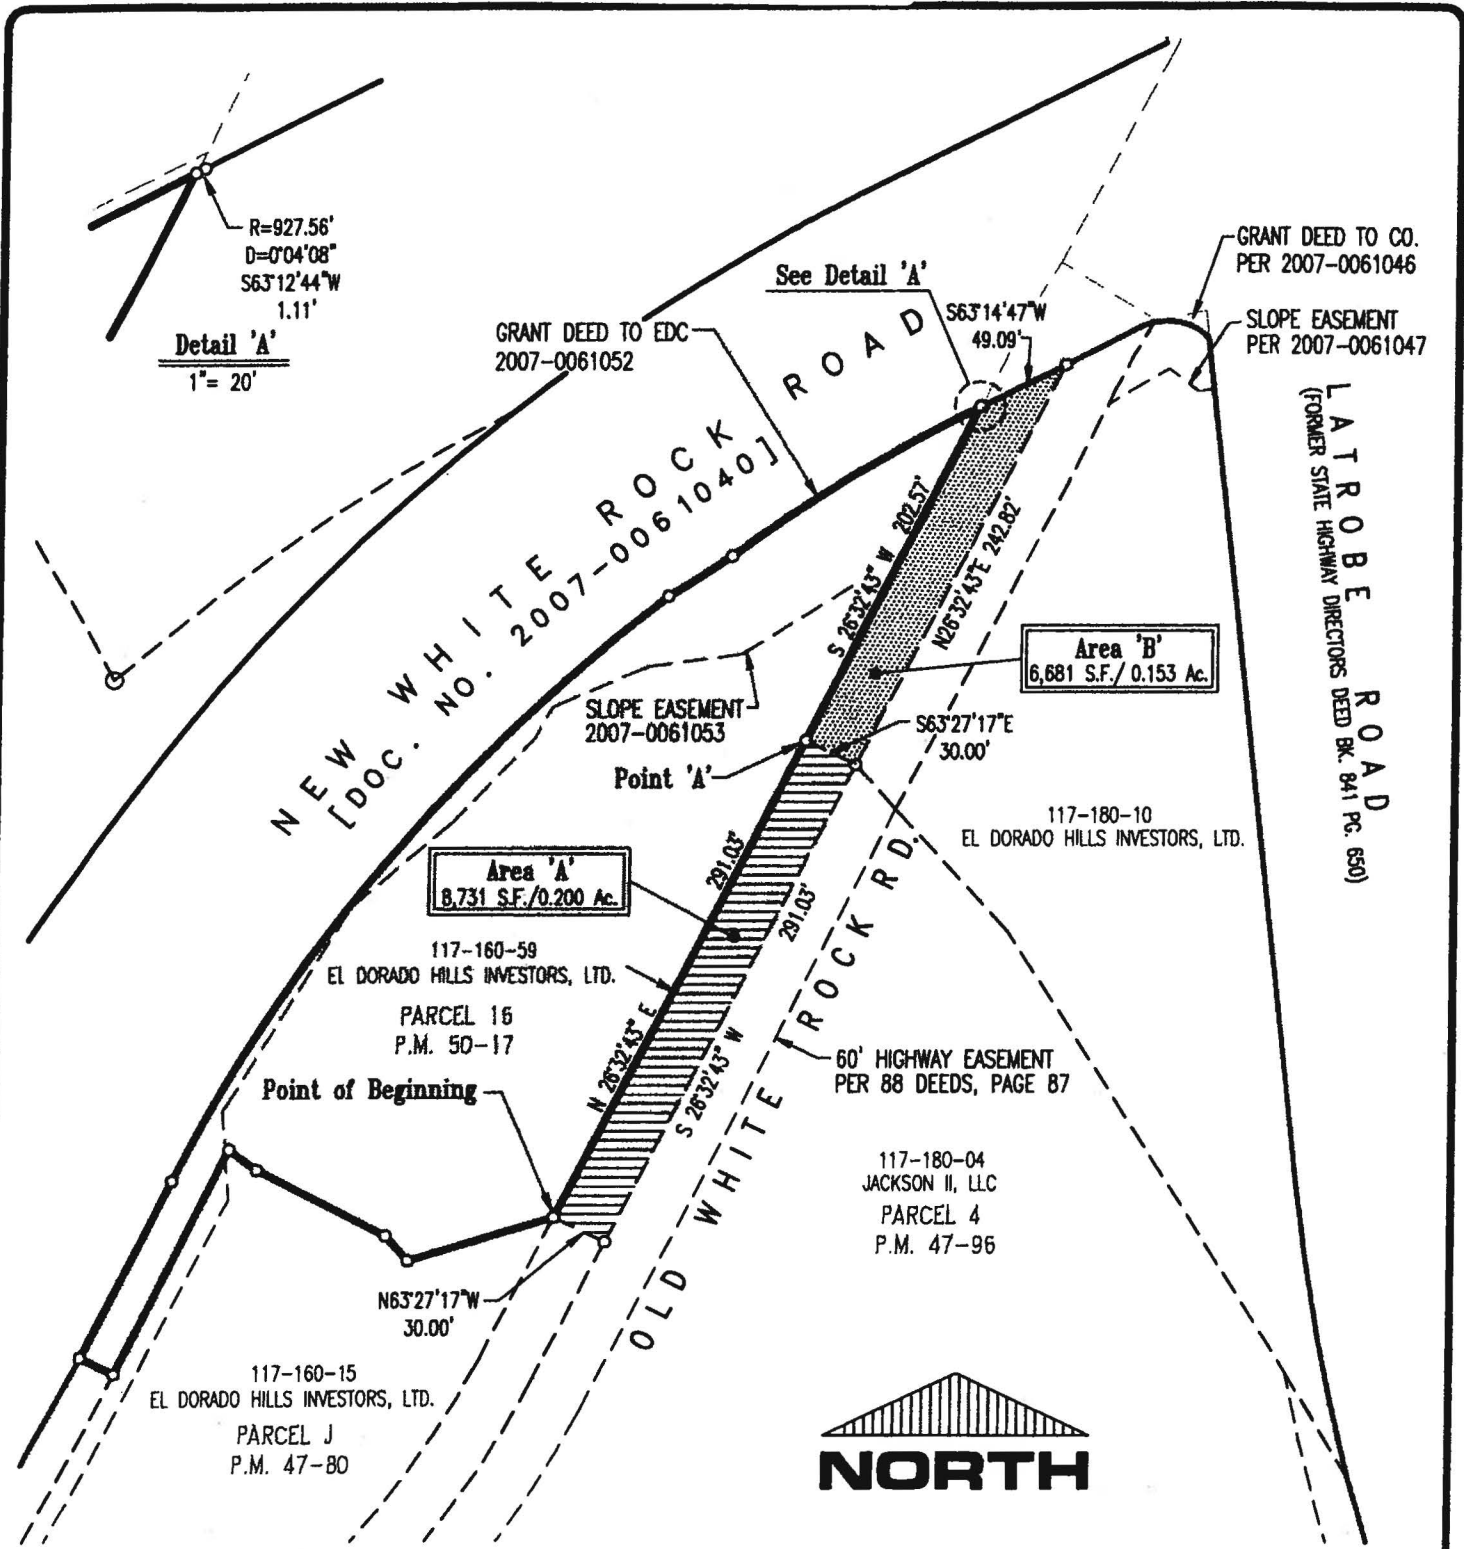 R=927.56'
D=0°04'08"
S63°12'44"W
1.11'
Detail 'A'
1"= 20'
See Detail 'A'
GRANT DEED TO EDC
2007-0061052
S63°14'47"W
49.09'
GRANT DEED TO CO.
PER 2007-0061046
SLOPE EASEMENT
PER 2007-0061047
NEW WHITE ROCK ROAD
[DOC. NO. 2007-0061040]
LATROBE ROAD
(FORMER STATE HIGHWAY DIRECTORS DEED BK. 841 PG. 650)
S 26°32'43" W 202.57'
N26°32'43"E 242.82'
Area 'B'
6,681 S.F./ 0.153 Ac.
SLOPE EASEMENT
2007-0061053
S63°27'17"E
30.00'
Point 'A'
117-180-10
EL DORADO HILLS INVESTORS, LTD.
Area 'A'
8,731 S.F./0.200 Ac.
N 26°32'43" E 291.03'
S 26°32'43" W 291.03'
117-160-59
EL DORADO HILLS INVESTORS, LTD.
PARCEL 16
P.M. 50-17
OLD WHITE ROCK RD.
60' HIGHWAY EASEMENT
PER 88 DEEDS, PAGE 87
Point of Beginning
117-180-04
JACKSON II, LLC
PARCEL 4
P.M. 47-96
N63°27'17"W
30.00'
117-160-15
EL DORADO HILLS INVESTORS, LTD.
PARCEL J
P.M. 47-80
NORTH